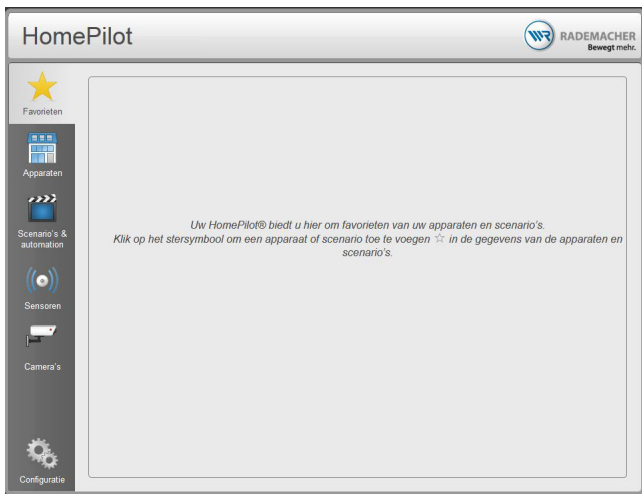 HomePilot
WR RADEMACHER
Bewegt mehr.
Favorieten
Apparaten
Scenario's &
automation
Sensoren
Camera's
Configuratie
Uw HomePilot® biedt u hier om favorieten van uw apparaten en scenario's.
Klik op het stersymbool om een apparaat of scenario toe te voegen ☆ in de gegevens van de apparaten en
scenario's.